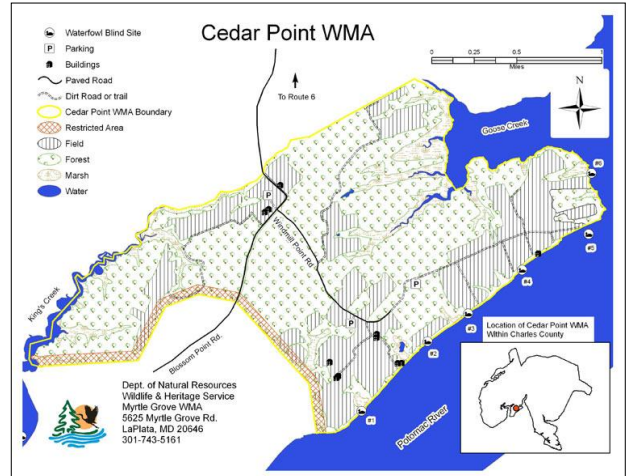 Cedar Point WMA
Waterfowl Blind Site
P Parking
Buildings
Paved Road
Dirt Road or trail
Cedar Point WMA Boundary
Restricted Area
Field
Forest
Marsh
Water
To Route 6
0 0.5 1
Miles
N
Goose Creek
#6
#5
#4
#3
#2
#1
P
P
P
Windmill Point Rd
King's Creek
Blossom Point Rd.
Potomac River
Location of Cedar Point WMA
Within Charles County
Dept. of Natural Resources
Wildlife & Heritage Service
Myrtle Grove WMA
5625 Myrtle Grove Rd.
LaPlata, MD 20646
301-743-5161